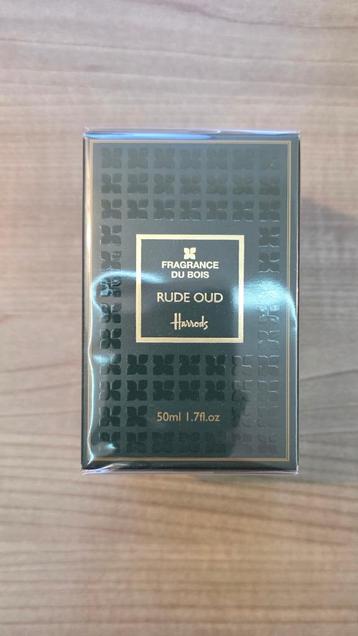 FRAGRANCE
DU BOIS
RUDE OUD
Harrods
50ml 1.7fl.oz